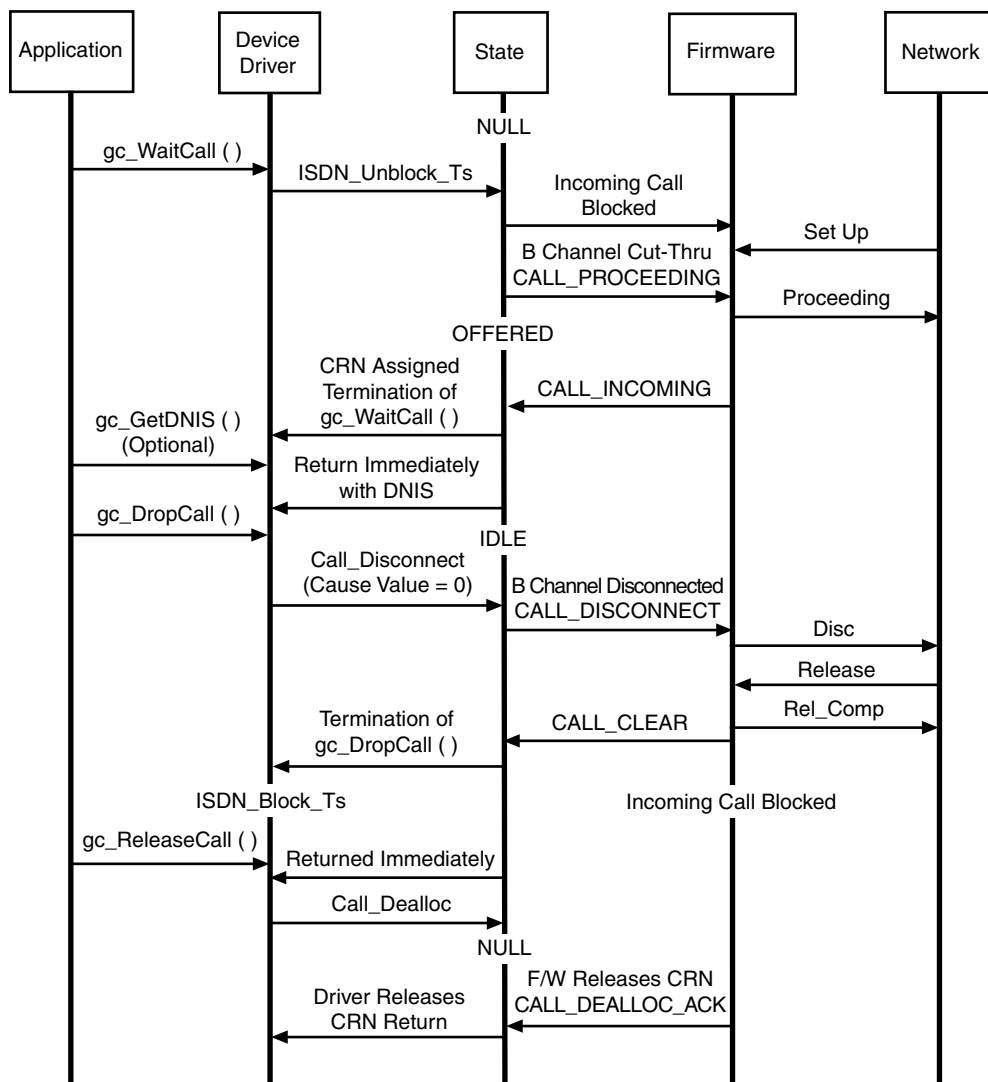 Application
Device
Driver
State
Firmware
Network
NULL
gc_WaitCall ( )
ISDN_Unblock_Ts
Incoming Call
Blocked
Set Up
B Channel Cut-Thru
CALL_PROCEEDING
Proceeding
OFFERED
CRN Assigned
Termination of
gc_WaitCall ( )
CALL_INCOMING
gc_GetDNIS ( )
(Optional)
Return Immediately
with DNIS
gc_DropCall ( )
IDLE
Call_Disconnect
(Cause Value = 0)
B Channel Disconnected
CALL_DISCONNECT
Disc
Release
Rel_Comp
Termination of
gc_DropCall ( )
CALL_CLEAR
ISDN_Block_Ts
Incoming Call Blocked
gc_ReleaseCall ( )
Returned Immediately
Call_Dealloc
NULL
F/W Releases CRN
CALL_DEALLOC_ACK
Driver Releases
CRN Return